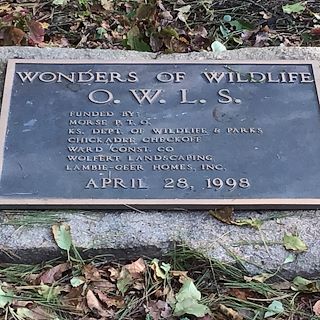 WONDERS OF WILDLIFE
O. W. L. S.
FUNDED BY:
MORSE P. T. O.
KS. DEPT. OF WILDLIFE & PARKS
CHICKADEE CHECKOFF
WARD CONST. CO
WOLFERT LANDSCAPING
LAMBIE-GEER HOMES, INC.
APRIL 28, 1998